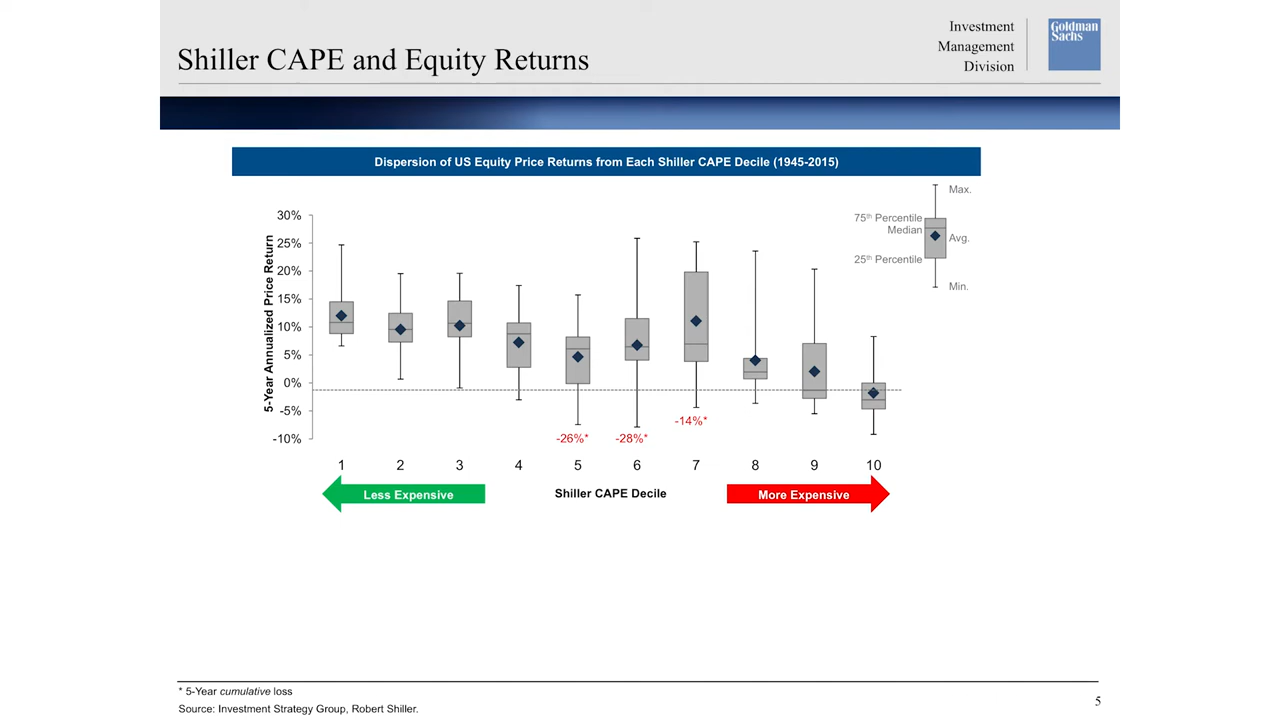 Shiller CAPE and Equity Returns
Investment
Management
Division
Goldman
Sachs
Dispersion of US Equity Price Returns from Each Shiller CAPE Decile (1945-2015)
Max.
75th Percentile
Median
Avg.
25th Percentile
Min.
5-Year Annualized Price Return
30%
25%
20%
15%
10%
5%
0%
-5%
-10%
-26%*
-28%*
-14%*
1 2 3 4 5 6 7 8 9 10
Less Expensive
Shiller CAPE Decile
More Expensive
* 5-Year cumulative loss
Source: Investment Strategy Group, Robert Shiller.
5